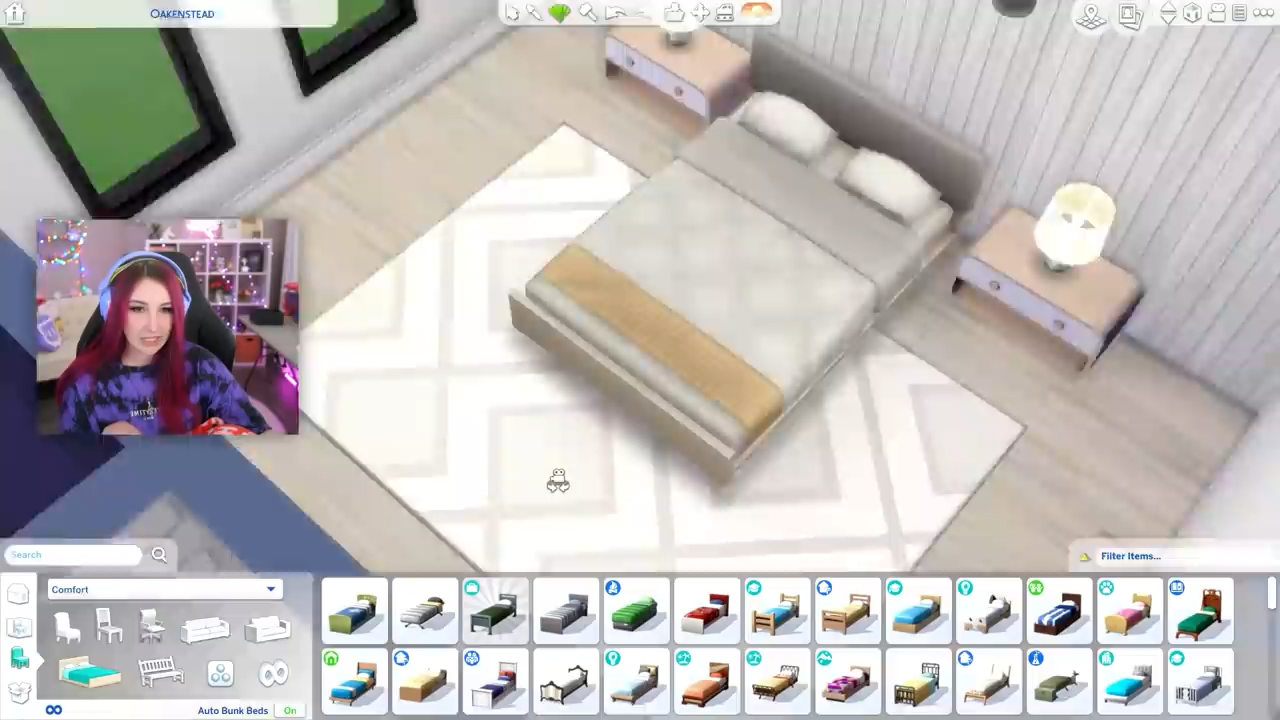 OAKENSTEAD
Search
Filter Items...
Comfort
Auto Bunk Beds
On